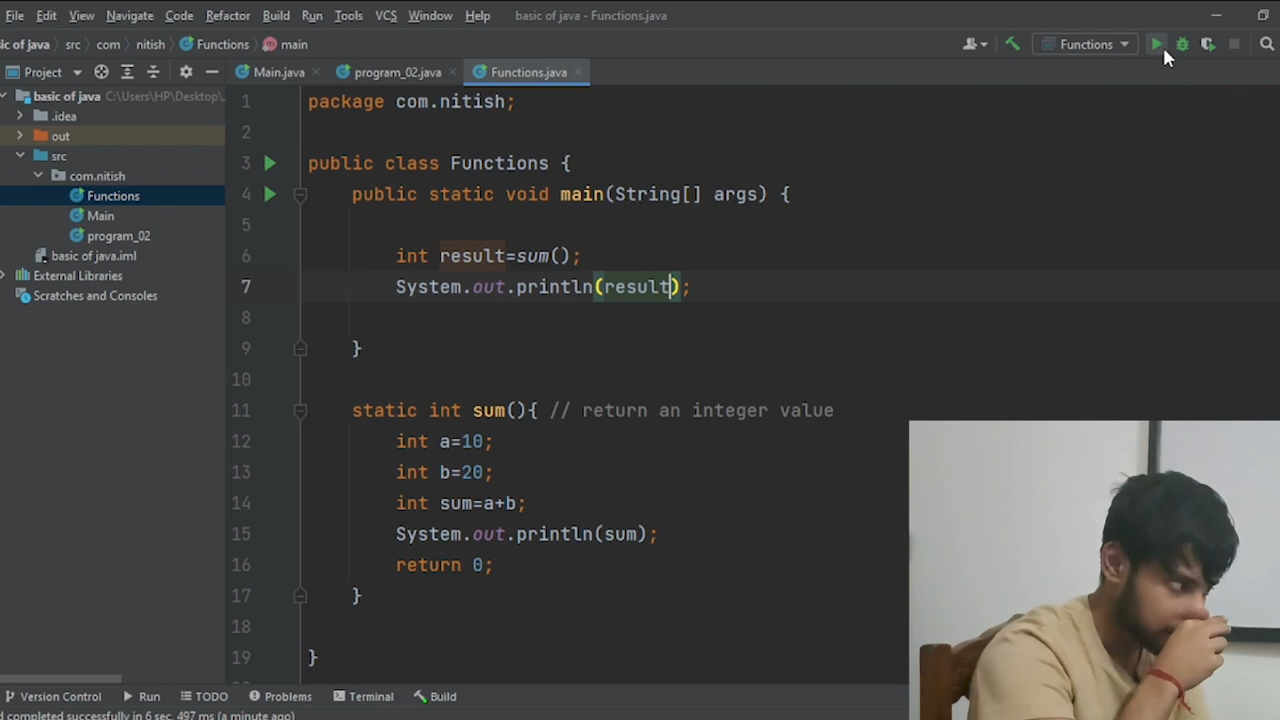 File Edit View Navigate Code Refactor Build Run Tools VCS Window Help basic of java - Functions.java
sic of java src com nitish Functions main Functions
Project Main.java program_02.java Functions.java
basic of java C:\Users\HP\Desktop\
.idea
out
src
com.nitish
Functions
Main
program_02
basic of java.iml
External Libraries
Scratches and Consoles
1 package com.nitish;
2
3 public class Functions {
4 public static void main(String[] args) {
5
6 int result=sum();
7 System.out.println(result);
8
9 }
10
11 static int sum(){ // return an integer value
12 int a=10;
13 int b=20;
14 int sum=a+b;
15 System.out.println(sum);
16 return 0;
17 }
18
19 }
Version Control Run TODO Problems Terminal Build
d completed successfully in 6 sec, 497 ms (a minute ago)